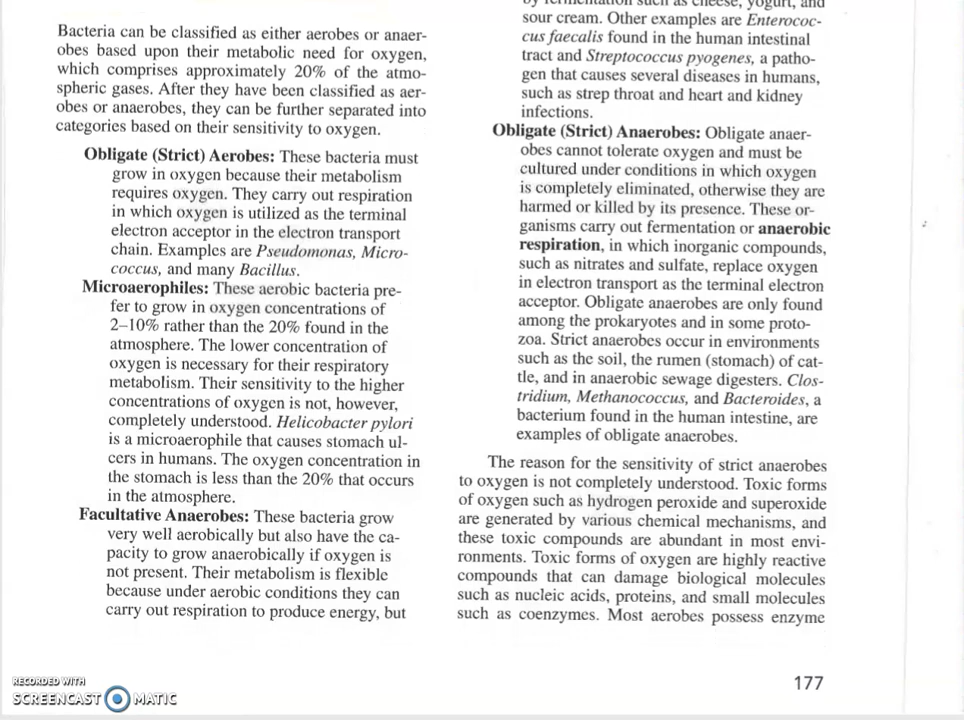 Bacteria can be classified as either aerobes or anaer-
obes based upon their metabolic need for oxygen,
which comprises approximately 20% of the atmo-
spheric gases. After they have been classified as aer-
obes or anaerobes, they can be further separated into
categories based on their sensitivity to oxygen.
Obligate (Strict) Aerobes: These bacteria must
grow in oxygen because their metabolism
requires oxygen. They carry out respiration
in which oxygen is utilized as the terminal
electron acceptor in the electron transport
chain. Examples are Pseudomonas, Micro-
coccus, and many Bacillus.
Microaerophiles: These aerobic bacteria pre-
fer to grow in oxygen concentrations of
2–10% rather than the 20% found in the
atmosphere. The lower concentration of
oxygen is necessary for their respiratory
metabolism. Their sensitivity to the higher
concentrations of oxygen is not, however,
completely understood. Helicobacter pylori
is a microaerophile that causes stomach ul-
cers in humans. The oxygen concentration in
the stomach is less than the 20% that occurs
in the atmosphere.
Facultative Anaerobes: These bacteria grow
very well aerobically but also have the ca-
pacity to grow anaerobically if oxygen is
not present. Their metabolism is flexible
because under aerobic conditions they can
carry out respiration to produce energy, but
by fermentation such as cheese, yogurt, and
sour cream. Other examples are Enterococ-
cus faecalis found in the human intestinal
tract and Streptococcus pyogenes, a patho-
gen that causes several diseases in humans,
such as strep throat and heart and kidney
infections.
Obligate (Strict) Anaerobes: Obligate anaer-
obes cannot tolerate oxygen and must be
cultured under conditions in which oxygen
is completely eliminated, otherwise they are
harmed or killed by its presence. These or-
ganisms carry out fermentation or anaerobic
respiration, in which inorganic compounds,
such as nitrates and sulfate, replace oxygen
in electron transport as the terminal electron
acceptor. Obligate anaerobes are only found
among the prokaryotes and in some proto-
zoa. Strict anaerobes occur in environments
such as the soil, the rumen (stomach) of cat-
tle, and in anaerobic sewage digesters. Clos-
tridium, Methanococcus, and Bacteroides, a
bacterium found in the human intestine, are
examples of obligate anaerobes.
The reason for the sensitivity of strict anaerobes
to oxygen is not completely understood. Toxic forms
of oxygen such as hydrogen peroxide and superoxide
are generated by various chemical mechanisms, and
these toxic compounds are abundant in most envi-
ronments. Toxic forms of oxygen are highly reactive
compounds that can damage biological molecules
such as nucleic acids, proteins, and small molecules
such as coenzymes. Most aerobes possess enzyme
177
RECORDED WITH
SCREENCAST MATIC